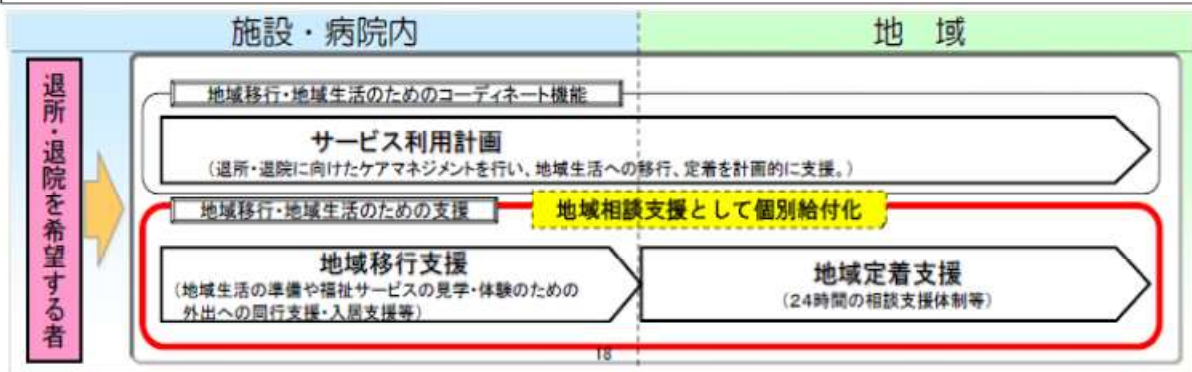 施設・病院内
地 域
退所・退院を希望する者
地域移行・地域生活のためのコーディネート機能
サービス利用計画
（退所・退院に向けたケアマネジメントを行い、地域生活への移行、定着を計画的に支援。）
地域移行・地域生活のための支援
地域相談支援として個別給付化
地域移行支援
（地域生活の準備や福祉サービスの見学・体験のための
外出への同行支援・入居支援等）
地域定着支援
（24時間の相談支援体制等）
18